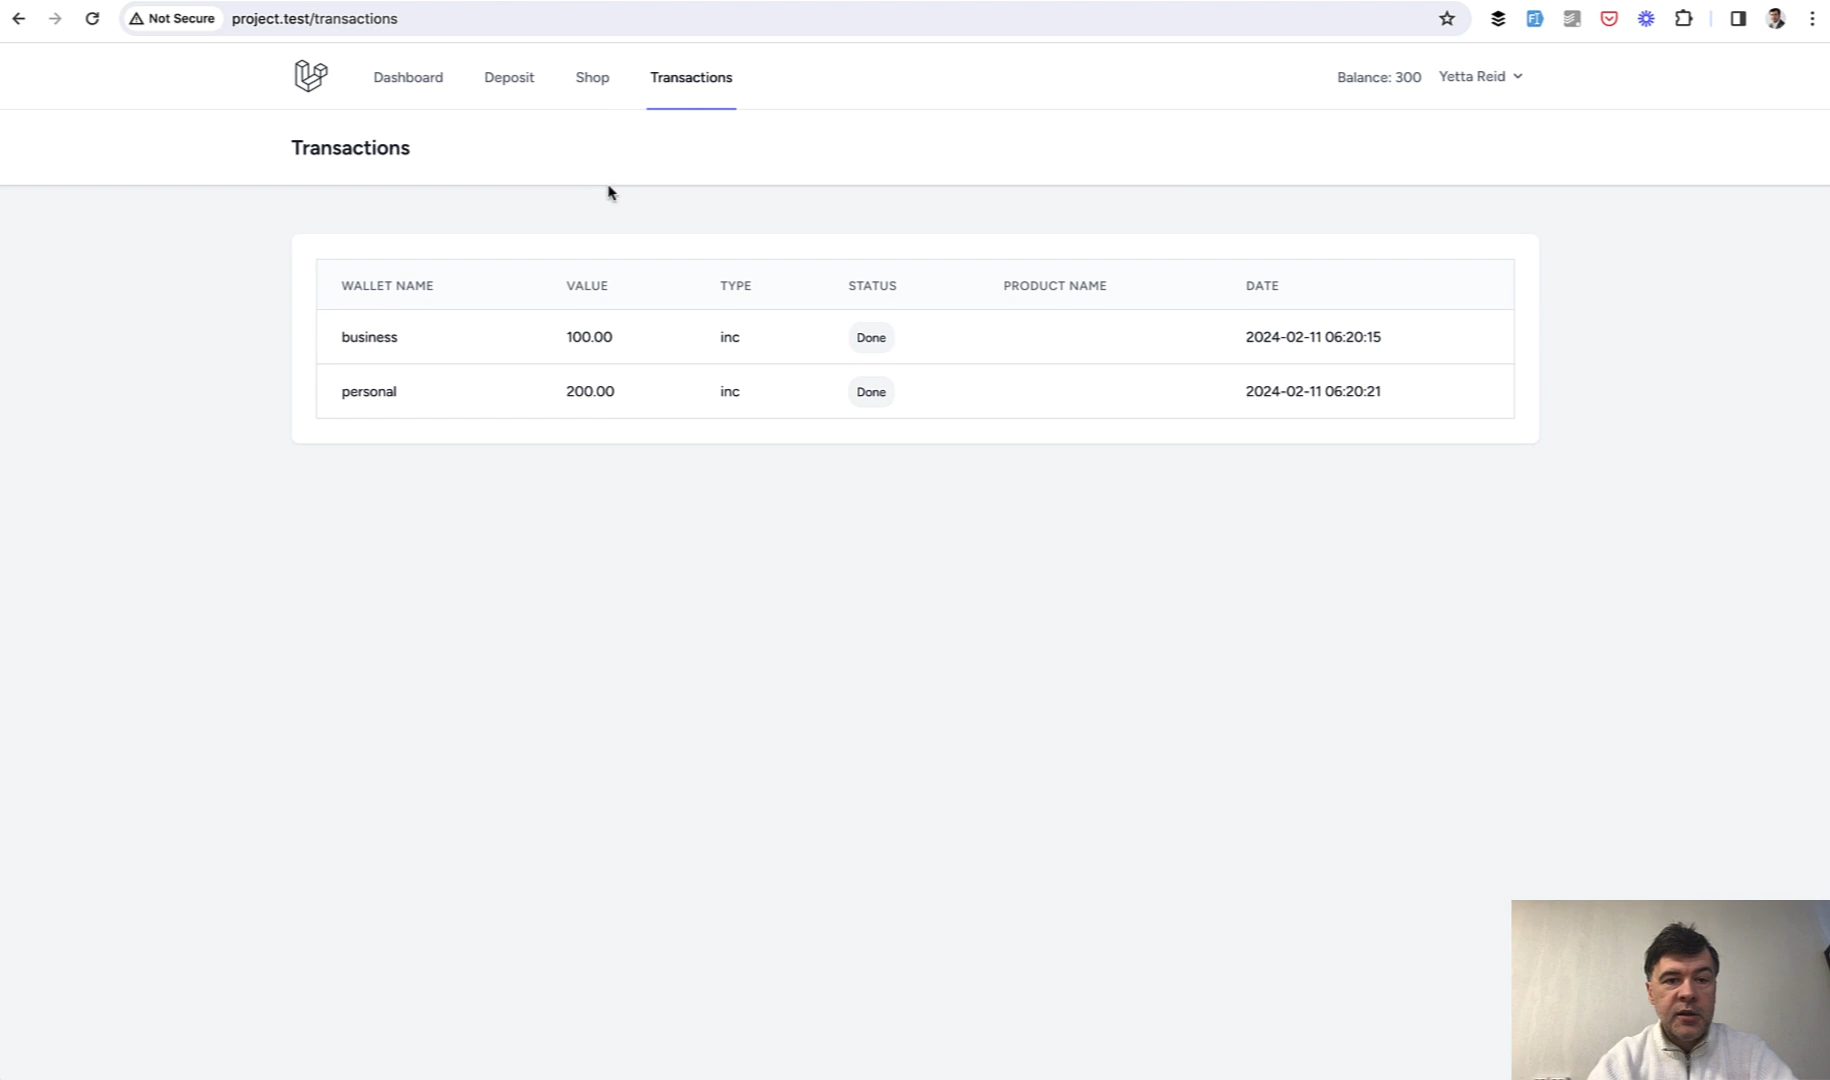 Not Secure project.test/transactions
Dashboard Deposit Shop Transactions Balance: 300 Yetta Reid
Transactions
WALLET NAME VALUE TYPE STATUS PRODUCT NAME DATE
business 100.00 inc Done 2024-02-11 06:20:15
personal 200.00 inc Done 2024-02-11 06:20:21